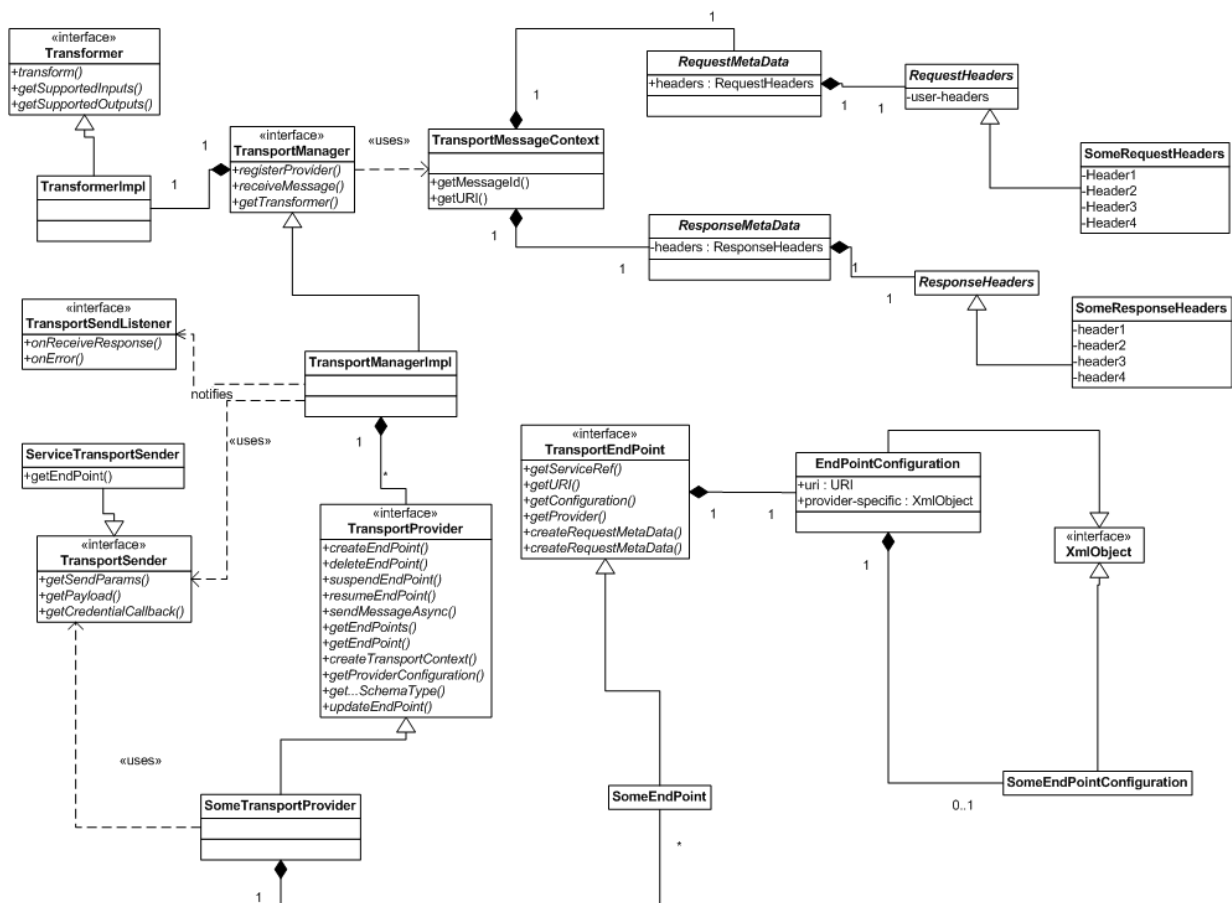 «interface»
Transformer
+transform()
+getSupportedInputs()
+getSupportedOutputs()
TransformerImpl
1
1
«interface»
TransportManager
+registerProvider()
+receiveMessage()
+getTransformer()
«uses»
TransportMessageContext
+getMessageId()
+getURI()
1
1
RequestMetaData
+headers : RequestHeaders
1
1
RequestHeaders
-user-headers
SomeRequestHeaders
-Header1
-Header2
-Header3
-Header4
1
1
ResponseMetaData
-headers : ResponseHeaders
1
1
ResponseHeaders
SomeResponseHeaders
-header1
-header2
-header3
-header4
«interface»
TransportSendListener
+onReceiveResponse()
+onError()
notifies
TransportManagerImpl
«uses»
1
*
ServiceTransportSender
+getEndPoint()
«interface»
TransportSender
+getSendParams()
+getPayload()
+getCredentialCallback()
«interface»
TransportProvider
+createEndPoint()
+deleteEndPoint()
+suspendEndPoint()
+resumeEndPoint()
+sendMessageAsync()
+getEndPoints()
+getEndPoint()
+createTransportContext()
+getProviderConfiguration()
+get...SchemaType()
+updateEndPoint()
«interface»
TransportEndPoint
+getServiceRef()
+getURI()
+getConfiguration()
+getProvider()
+createRequestMetaData()
+createRequestMetaData()
1
1
EndPointConfiguration
+uri : URI
+provider-specific : XmlObject
1
«interface»
XmlObject
«uses»
SomeTransportProvider
1
SomeEndPoint
*
SomeEndPointConfiguration
0..1